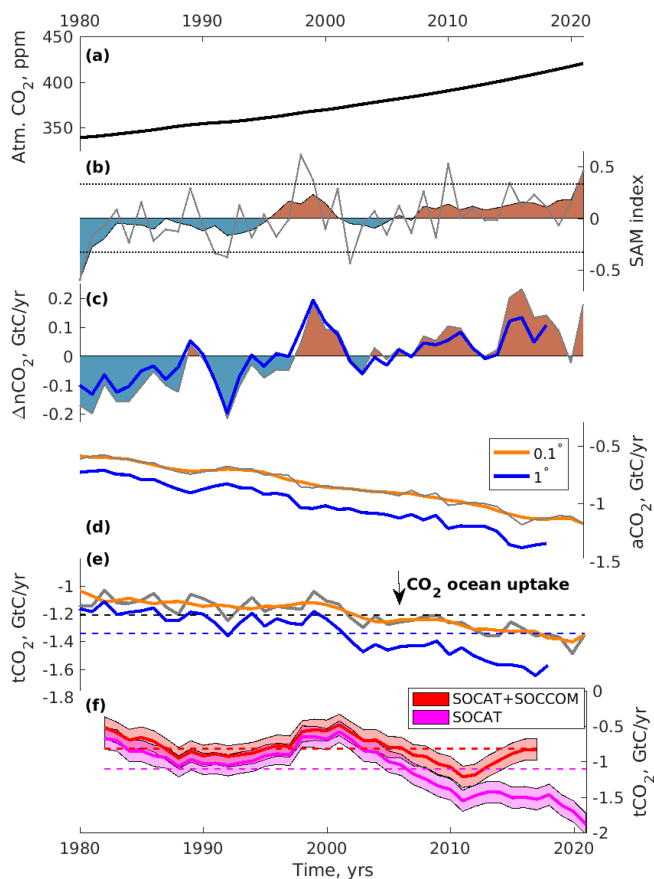 1980 1990 2000 2010 2020
(a)
450
400
350
Atm. CO₂, ppm
(b)
0.5
0
-0.5
SAM index
(c)
0.2
0.1
0
-0.1
-0.2
ΔnCO₂, GtC/yr
-0.5
-1
-1.5
aCO₂, GtC/yr
0.1°
1°
(d)
(e)
CO₂ ocean uptake
-1
-1.2
-1.4
-1.6
-1.8
tCO₂, GtC/yr
(f)
SOCAT+SOCCOM
SOCAT
0
-0.5
-1
-1.5
-2
tCO₂, GtC/yr
1980 1990 2000 2010 2020
Time, yrs